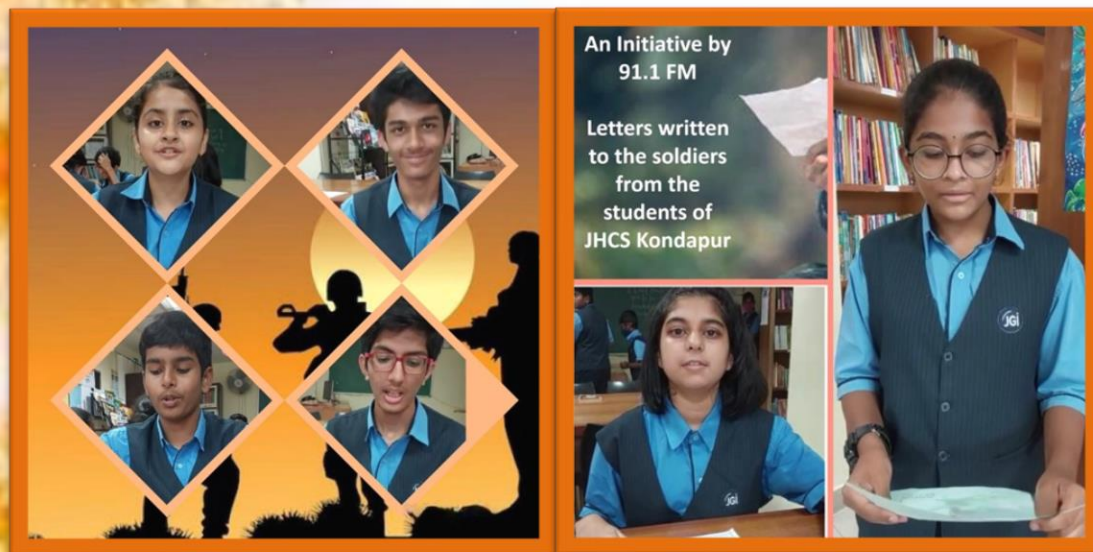 An Initiative by
91.1 FM
Letters written
to the soldiers
from the
students of
JHCS Kondapur
JGI
JGI